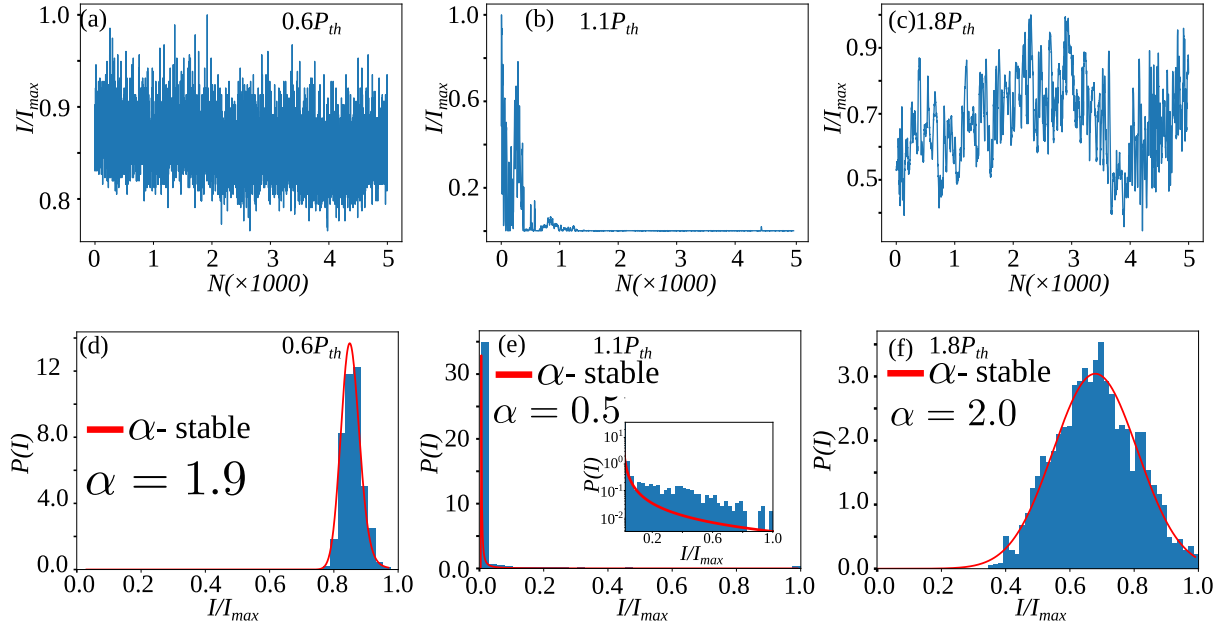 (a) 0.6P_th
1.0
0.9
0.8
I/I_max
0 1 2 3 4 5
N(×1000)
(b) 1.1P_th
1.0
0.6
0.4
0.2
I/I_max
0 1 2 3 4 5
N(×1000)
(c) 1.8P_th
0.9
0.7
0.5
I/I_max
0 1 2 3 4 5
N(×1000)
(d) 0.6P_th
12
8.0
4.0
0.0
P(I)
α- stable
α = 1.9
0.0 0.2 0.4 0.6 0.8 1.0
I/I_max
(e) 1.1P_th
35
25
15
5
0.0
P(I)
α- stable
α = 0.5
10^1
10^0
10^-1
10^-2
P(I)
0.2 0.6 1.0
I/I_max
0.0 0.2 0.4 0.6 0.8 1.0
I/I_max
(f) 1.8P_th
3.0
2.0
1.0
0.0
P(I)
α- stable
α = 2.0
0.0 0.2 0.4 0.6 0.8 1.0
I/I_max